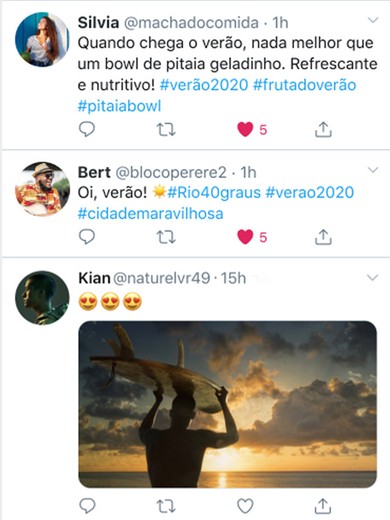 Silvia @machadocomida · 1h
Quando chega o verão, nada melhor que
um bowl de pitaia geladinho. Refrescante
e nutritivo! #verão2020 #frutadoverão
#pitaiabowl
5
Bert @blocoperere2 · 1h
Oi, verão! ☀️#Rio40graus #verao2020
#cidademaravilhosa
5
Kian @naturelvr49 · 15h
😍😍😍